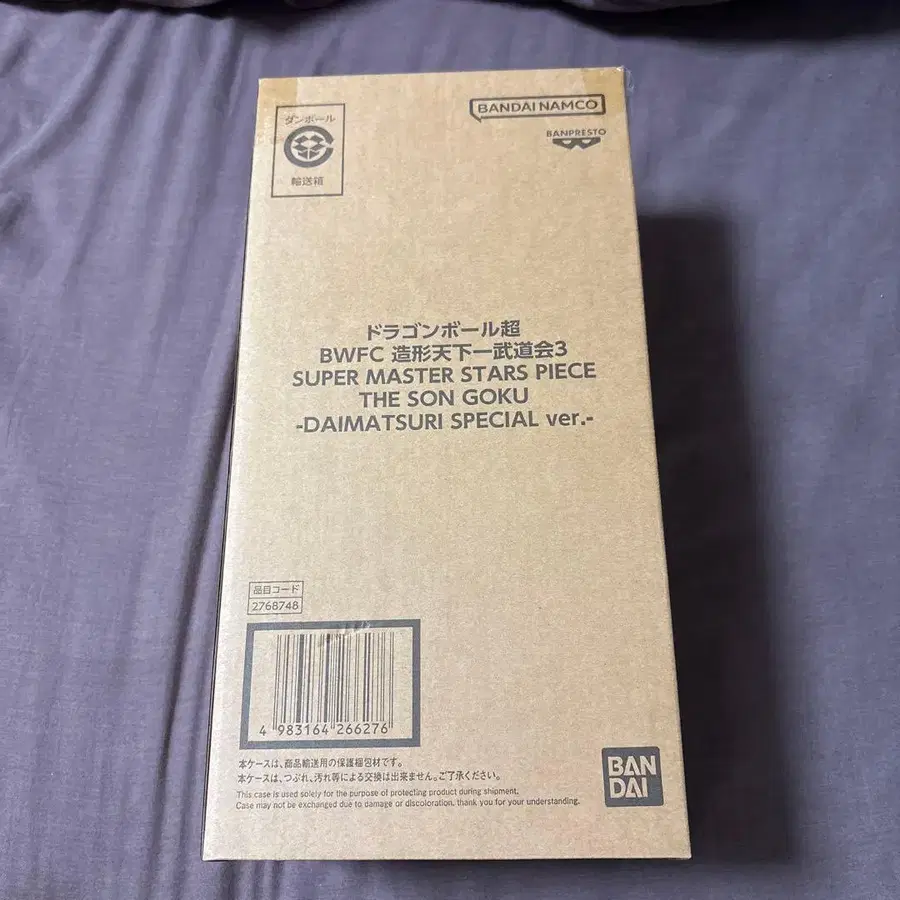 ダンボール
輸送箱
BANDAI NAMCO
BANPRESTO
ドラゴンボール超
BWFC 造形天下一武道会3
SUPER MASTER STARS PIECE
THE SON GOKU
-DAIMATSURI SPECIAL ver.-
品目コード
2768748
4 983164 266276
本ケースは、商品輸送用の保護梱包材です。
本ケースは、つぶれ、汚れ等による交換は出来ません。ご了承ください。
This case is used solely for the purpose of protecting product during shipment.
Case may not be exchanged due to damage or discoloration. thank you for your understanding.
BAN
DAI